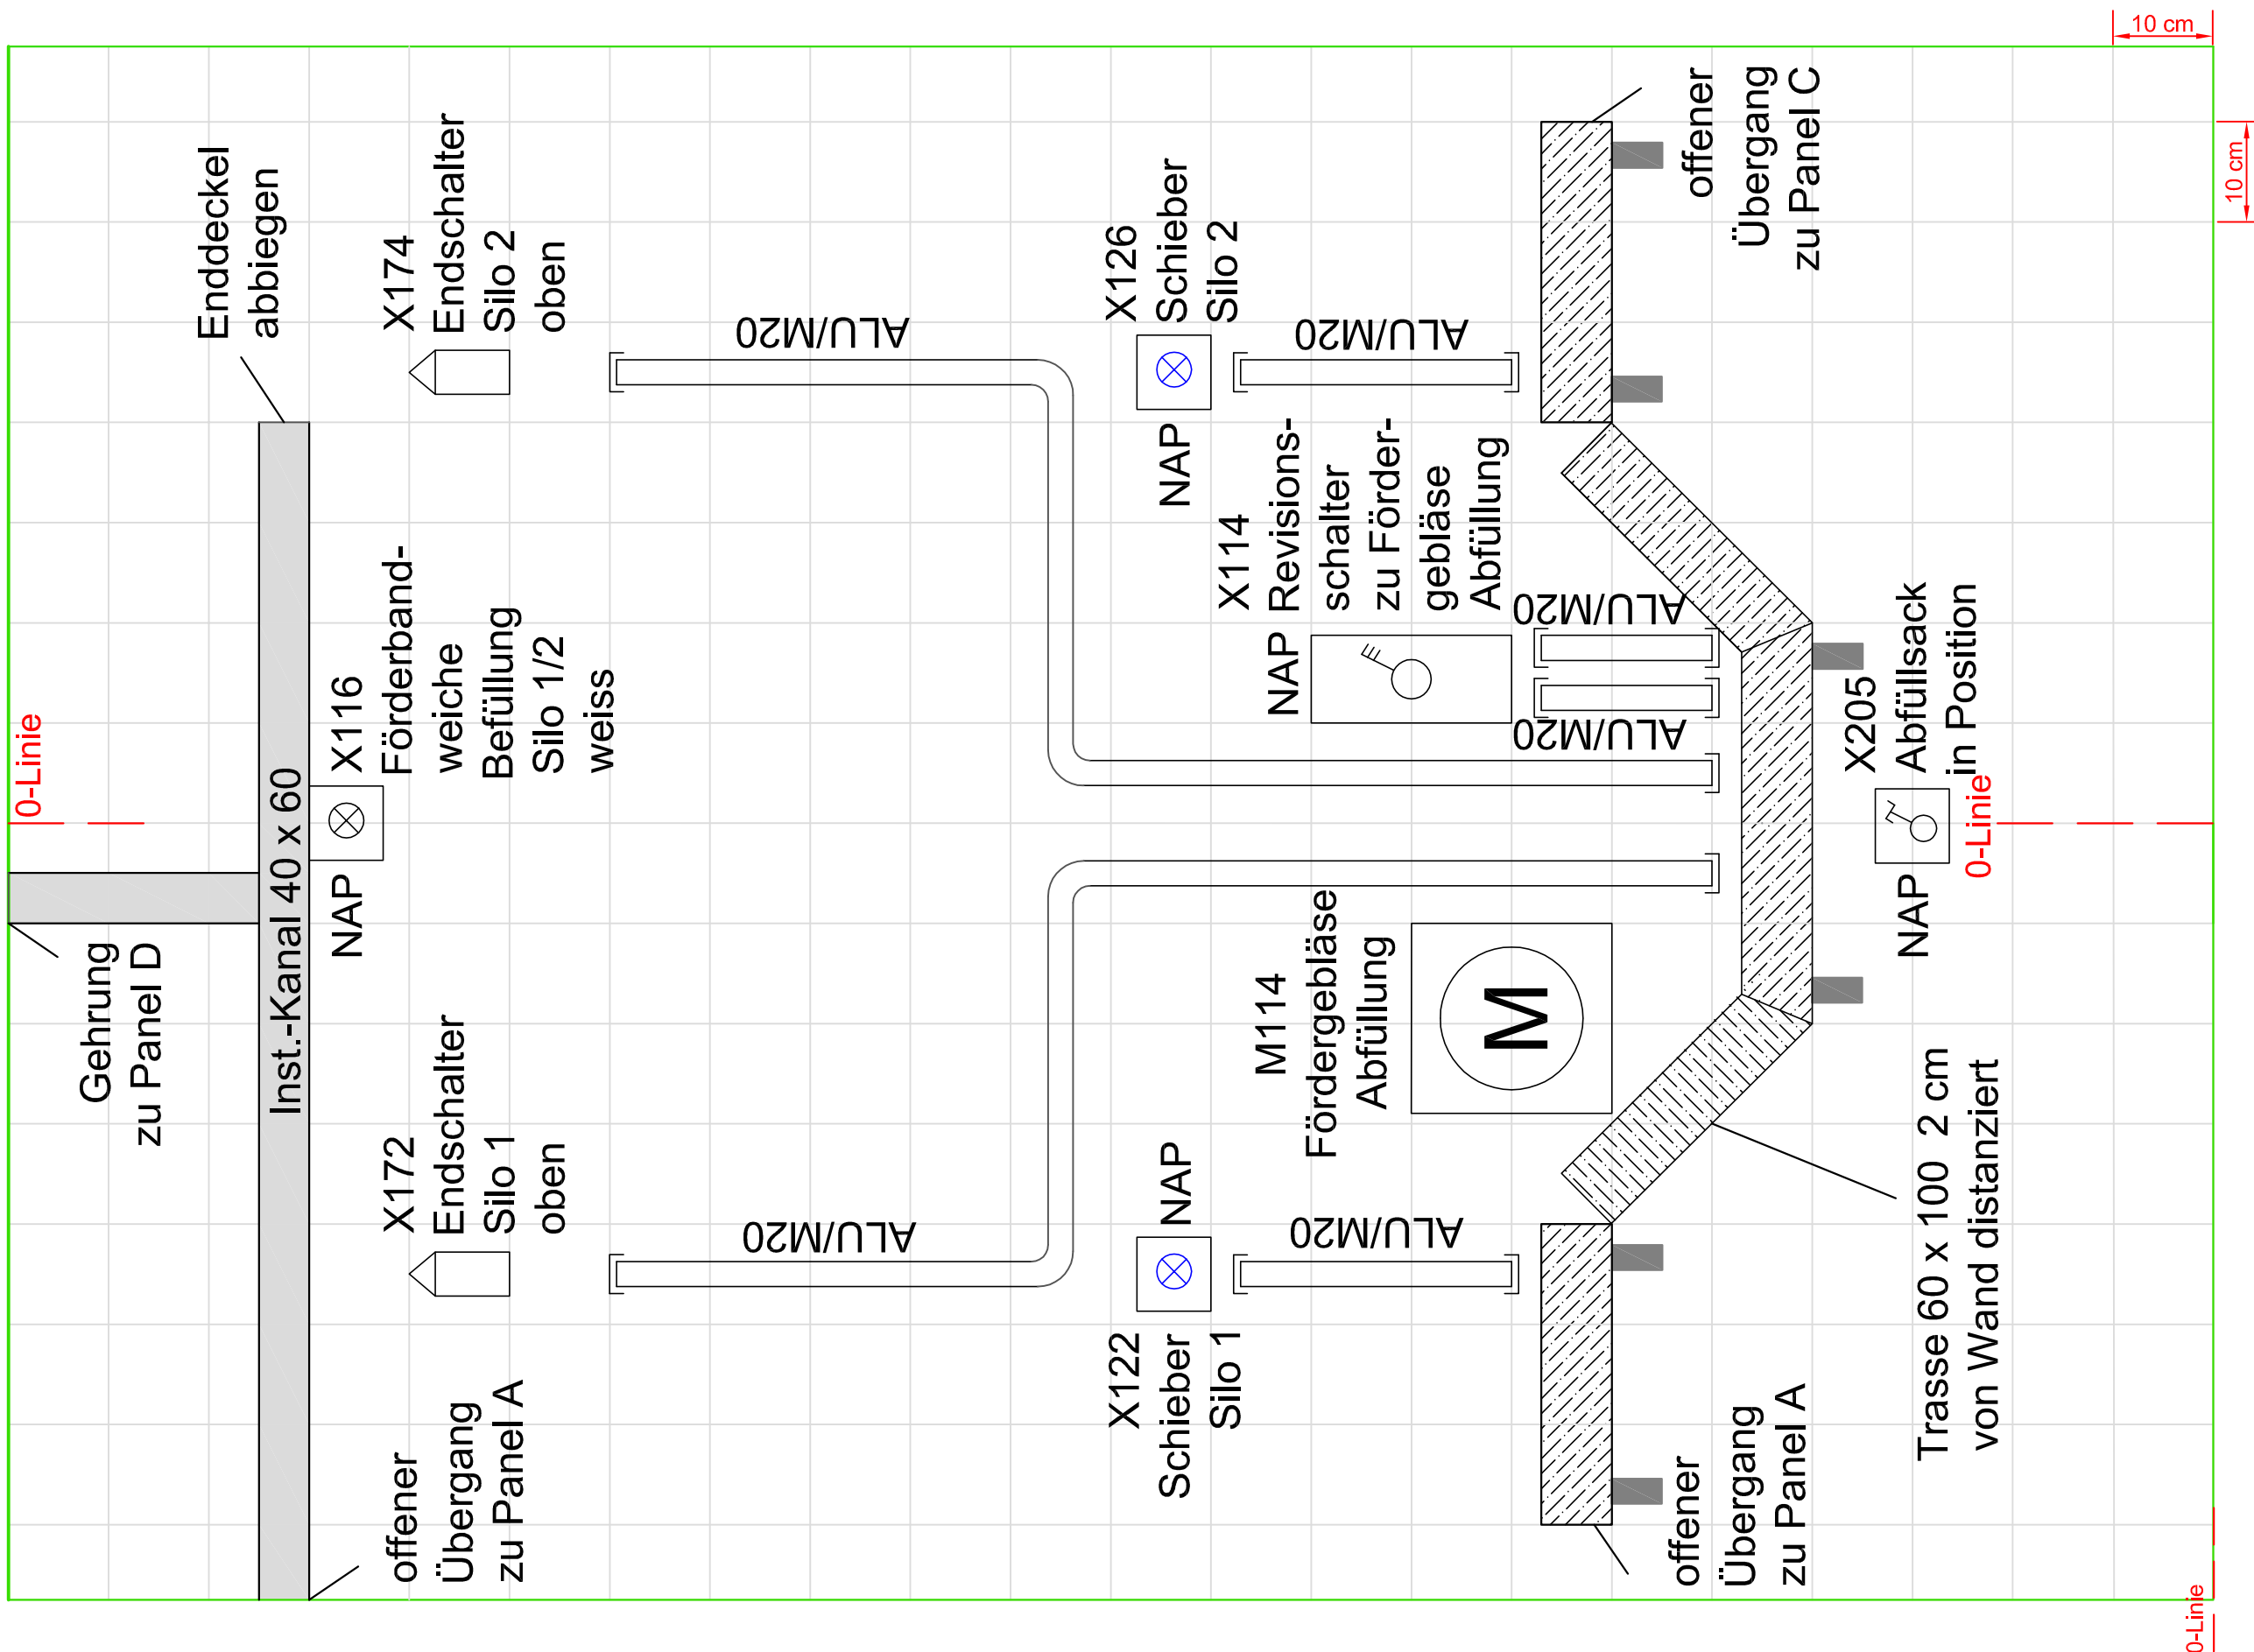 10 cm
10 cm
0-Linie
Gehrung
zu Panel D
Enddeckel
abbiegen
Inst.-Kanal 40 x 60
X172
Endschalter
Silo 1
oben
NAP
X116
Förderband-
weiche
Befüllung
Silo 1/2
weiss
X174
Endschalter
Silo 2
oben
offener
Übergang
zu Panel A
ALU/M20
ALU/M20
X122
Schieber
Silo 1
NAP
ALU/M20
M114
Fördergebläse
Abfüllung
M
NAP
X114
Revisions-
schalter
zu Förder-
gebläse
Abfüllung
ALU/M20
ALU/M20
NAP
X126
Schieber
Silo 2
ALU/M20
offener
Übergang
zu Panel C
offener
Übergang
zu Panel A
Trasse 60 x 100 2 cm
von Wand distanziert
NAP
X205
Abfüllsack
in Position
0-Linie
0-Linie